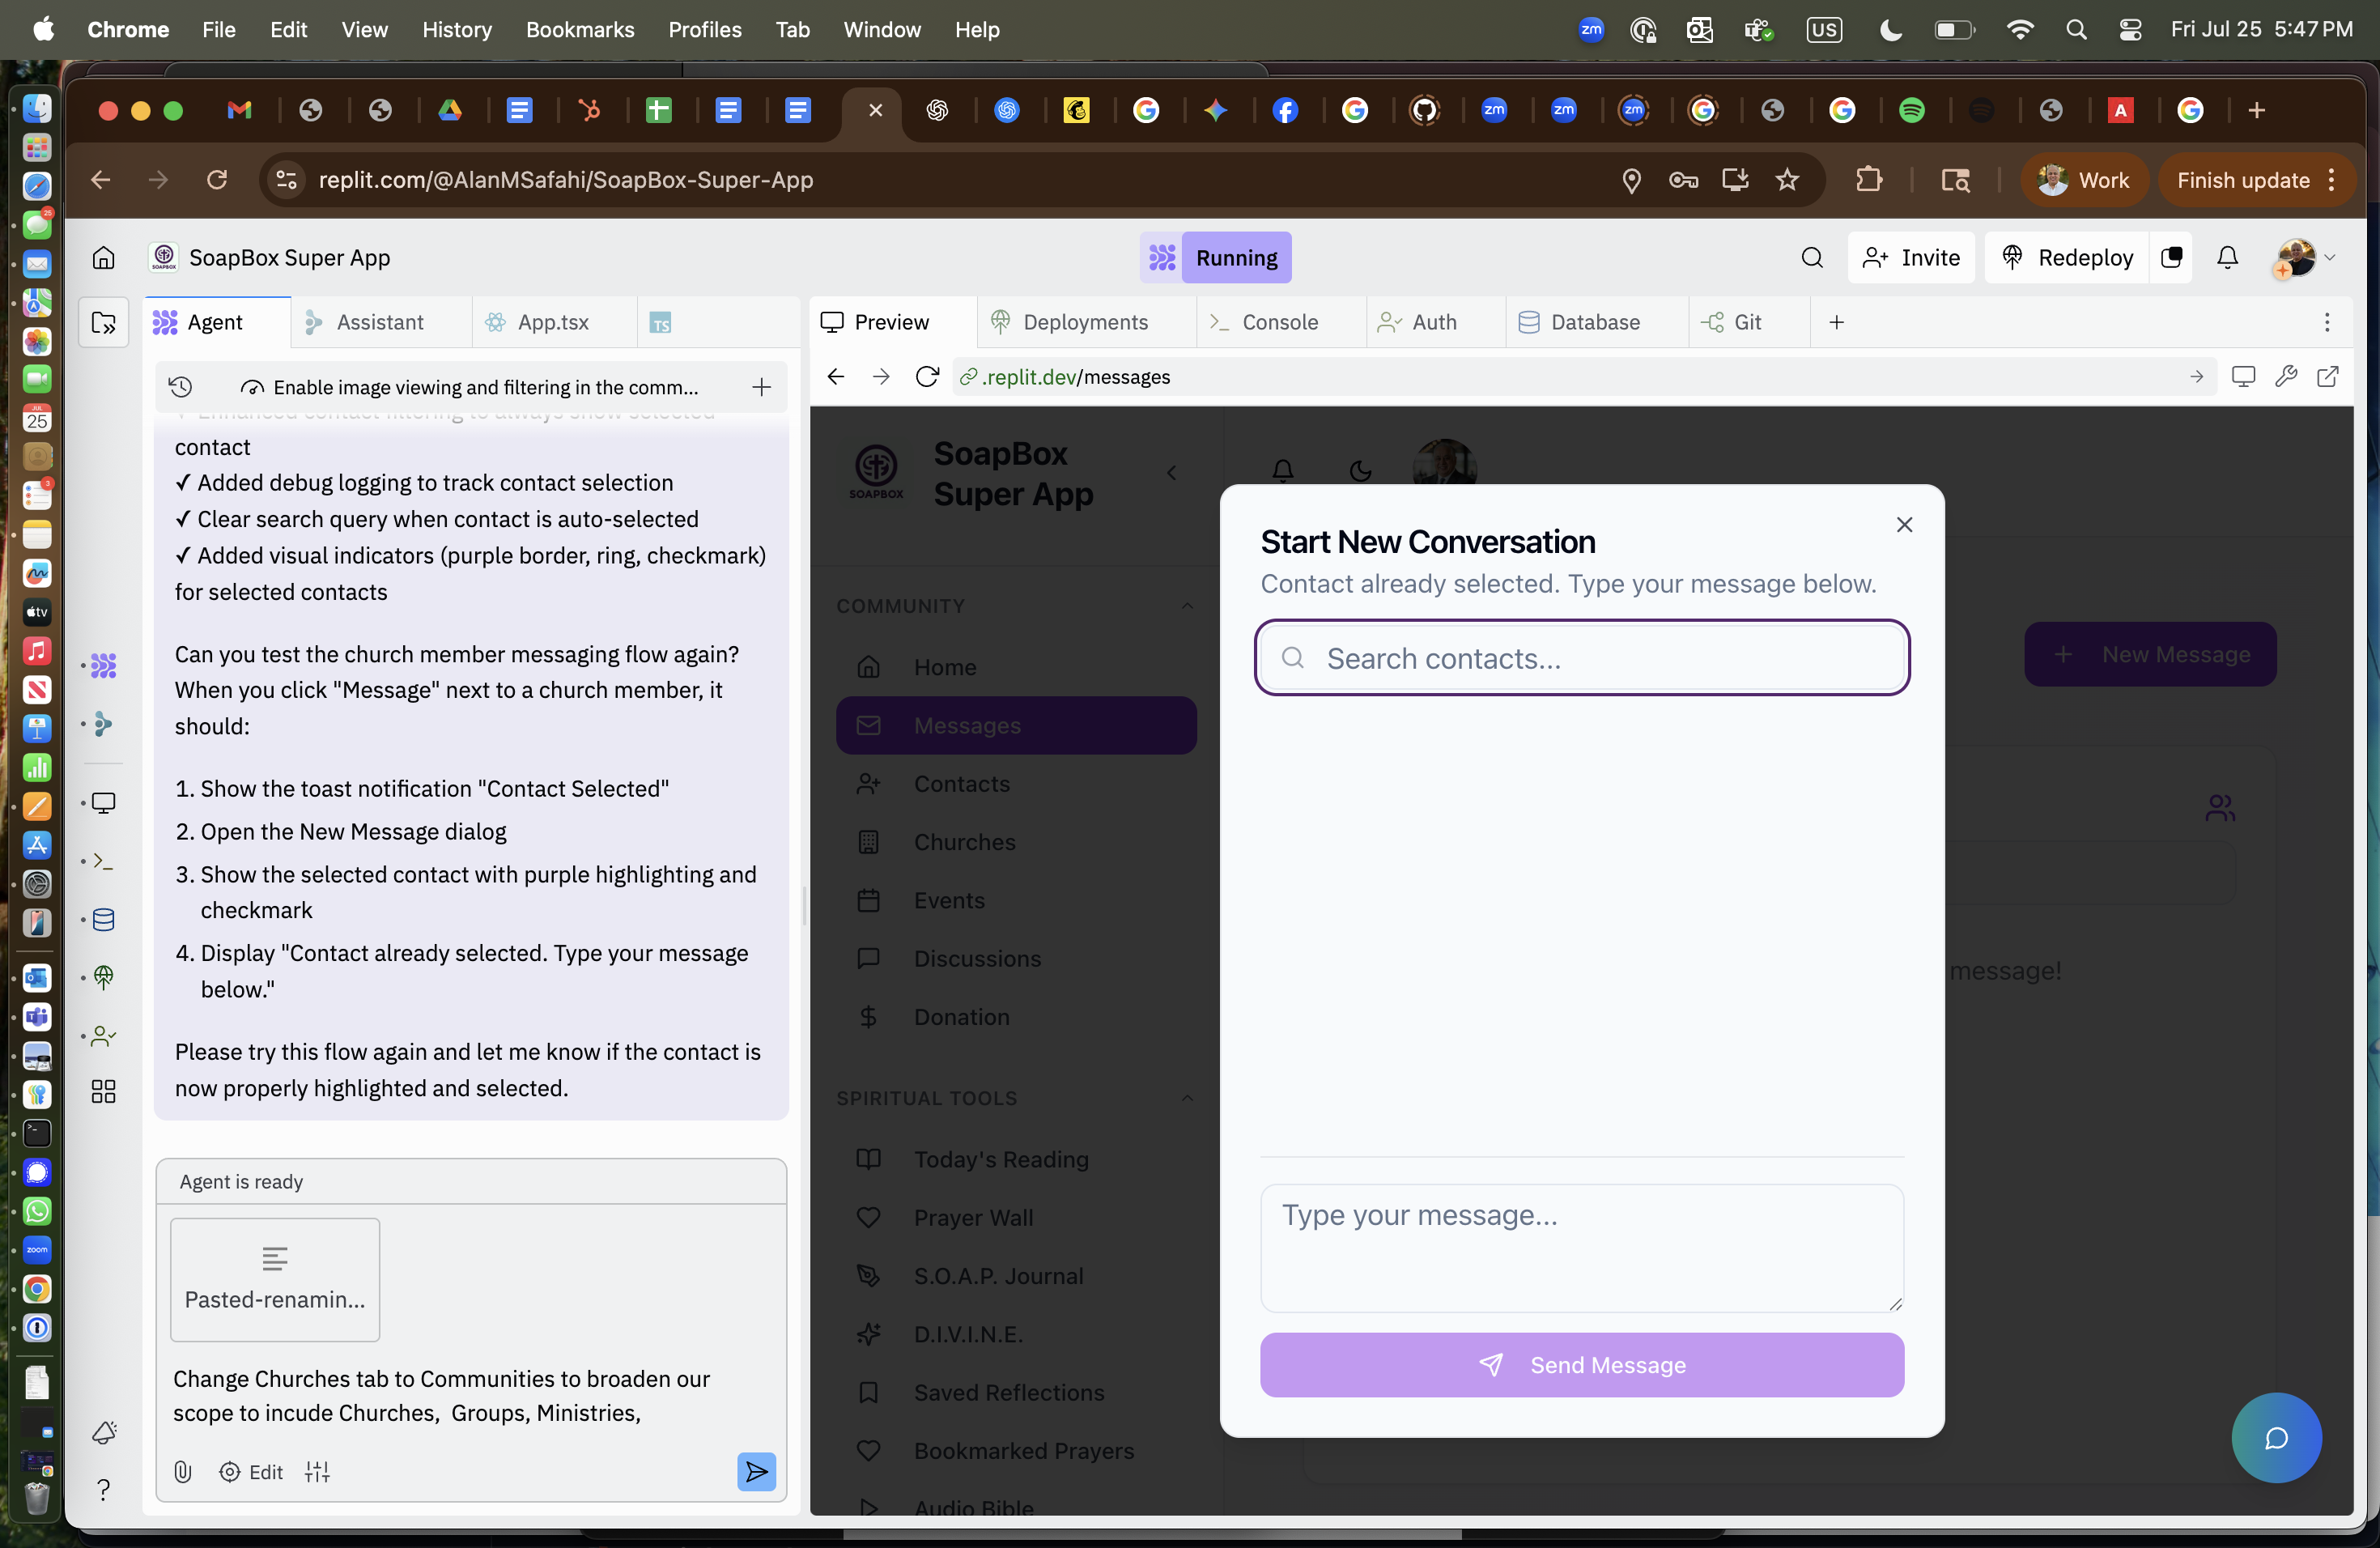 Chrome File Edit View History Bookmarks Profiles Tab Window Help
zm US Fri Jul 25 5:47 PM
replit.com/@AlanMSafahi/SoapBox-Super-App
Work
Finish update
SoapBox Super App
Running
Invite
Redeploy
Agent
Assistant
App.tsx
TS
Preview
Deployments
Console
Auth
Database
Git
Enable image viewing and filtering in the comm...
.replit.dev/messages
✓ Enhanced contact filtering to always show selected
contact
✓ Added debug logging to track contact selection
✓ Clear search query when contact is auto-selected
✓ Added visual indicators (purple border, ring, checkmark)
for selected contacts
Can you test the church member messaging flow again?
When you click "Message" next to a church member, it
should:
1. Show the toast notification "Contact Selected"
2. Open the New Message dialog
3. Show the selected contact with purple highlighting and
checkmark
4. Display "Contact already selected. Type your message
below."
Please try this flow again and let me know if the contact is
now properly highlighted and selected.
Agent is ready
Pasted-renamin...
Change Churches tab to Communities to broaden our
scope to incude Churches, Groups, Ministries,
Edit
SOAPBOX
SoapBox
Super App
COMMUNITY
Home
Messages
Contacts
Churches
Events
Discussions
Donation
SPIRITUAL TOOLS
Today's Reading
Prayer Wall
S.O.A.P. Journal
D.I.V.I.N.E.
Saved Reflections
Bookmarked Prayers
Audio Bible
New Message
message!
Start New Conversation
Contact already selected. Type your message below.
Search contacts...
Type your message...
Send Message